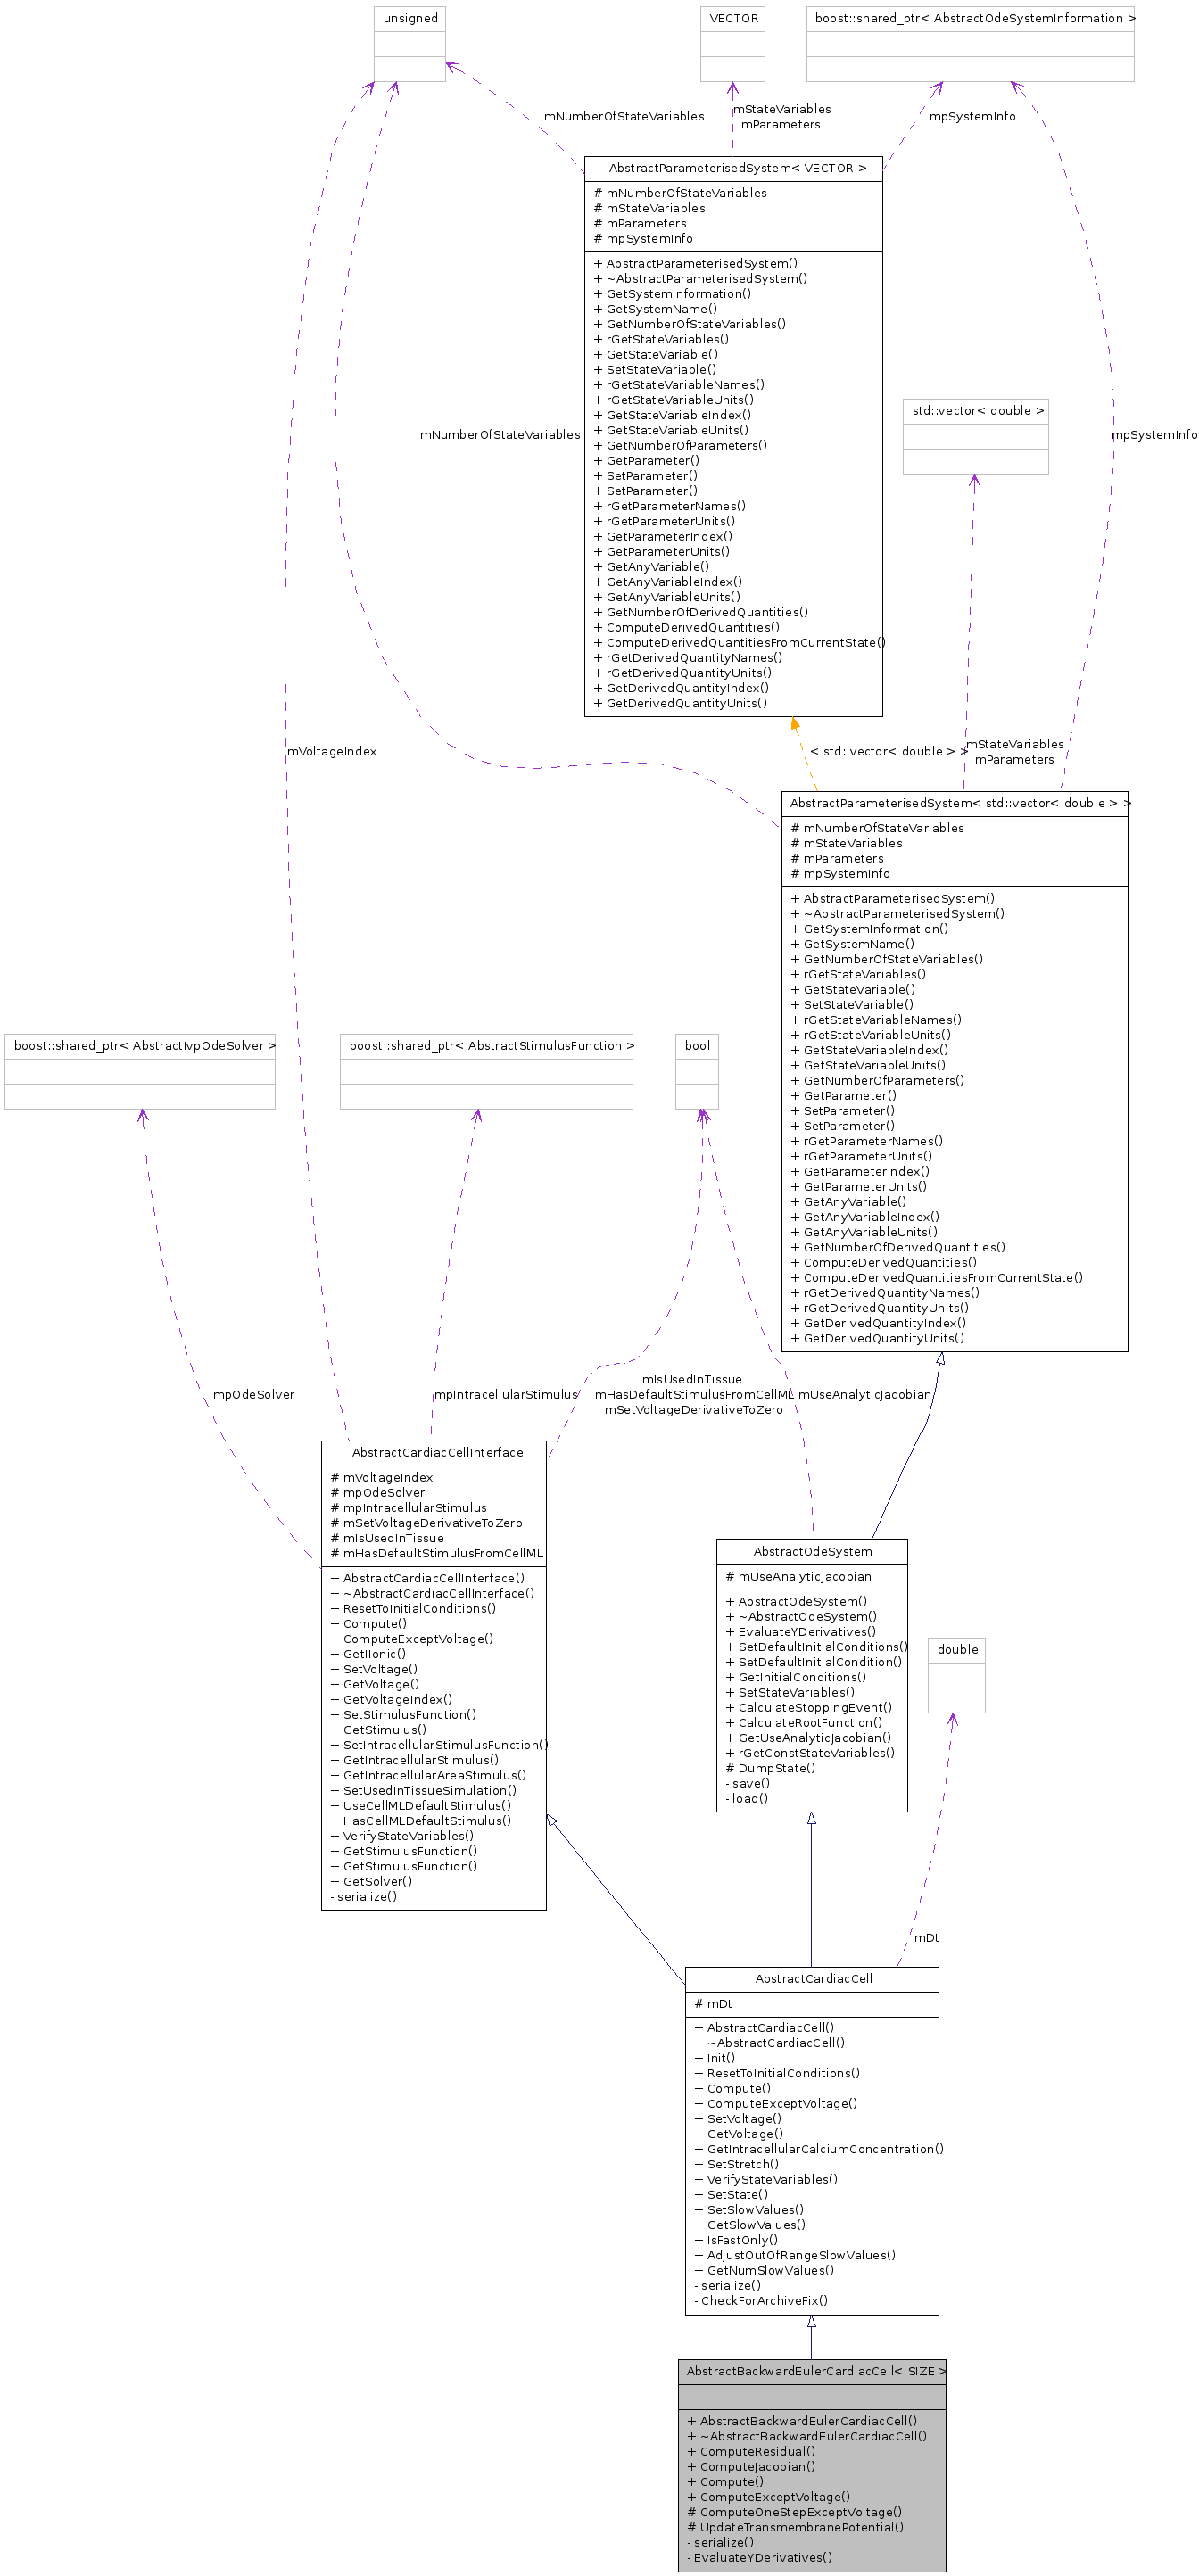 unsigned
VECTOR
boost::shared_ptr< AbstractOdeSystemInformation >
mNumberOfStateVariables
mStateVariables
mParameters
mpSystemInfo
AbstractParameterisedSystem< VECTOR >
# mNumberOfStateVariables
# mStateVariables
# mParameters
# mpSystemInfo
+ AbstractParameterisedSystem()
+ ~AbstractParameterisedSystem()
+ GetSystemInformation()
+ GetSystemName()
+ GetNumberOfStateVariables()
+ rGetStateVariables()
+ GetStateVariable()
+ SetStateVariable()
+ rGetStateVariableNames()
+ rGetStateVariableUnits()
+ GetStateVariableIndex()
+ GetStateVariableUnits()
+ GetNumberOfParameters()
+ GetParameter()
+ SetParameter()
+ SetParameter()
+ rGetParameterNames()
+ rGetParameterUnits()
+ GetParameterIndex()
+ GetParameterUnits()
+ GetAnyVariable()
+ GetAnyVariableIndex()
+ GetAnyVariableUnits()
+ GetNumberOfDerivedQuantities()
+ ComputeDerivedQuantities()
+ ComputeDerivedQuantitiesFromCurrentState()
+ rGetDerivedQuantityNames()
+ rGetDerivedQuantityUnits()
+ GetDerivedQuantityIndex()
+ GetDerivedQuantityUnits()
std::vector< double >
mNumberOfStateVariables
mpSystemInfo
mVoltageIndex
< std::vector< double > >
mStateVariables
mParameters
AbstractParameterisedSystem< std::vector< double > >
# mNumberOfStateVariables
# mStateVariables
# mParameters
# mpSystemInfo
+ AbstractParameterisedSystem()
+ ~AbstractParameterisedSystem()
+ GetSystemInformation()
+ GetSystemName()
+ GetNumberOfStateVariables()
+ rGetStateVariables()
+ GetStateVariable()
+ SetStateVariable()
+ rGetStateVariableNames()
+ rGetStateVariableUnits()
+ GetStateVariableIndex()
+ GetStateVariableUnits()
+ GetNumberOfParameters()
+ GetParameter()
+ SetParameter()
+ SetParameter()
+ rGetParameterNames()
+ rGetParameterUnits()
+ GetParameterIndex()
+ GetParameterUnits()
+ GetAnyVariable()
+ GetAnyVariableIndex()
+ GetAnyVariableUnits()
+ GetNumberOfDerivedQuantities()
+ ComputeDerivedQuantities()
+ ComputeDerivedQuantitiesFromCurrentState()
+ rGetDerivedQuantityNames()
+ rGetDerivedQuantityUnits()
+ GetDerivedQuantityIndex()
+ GetDerivedQuantityUnits()
boost::shared_ptr< AbstractIvpOdeSolver >
boost::shared_ptr< AbstractStimulusFunction >
bool
mpOdeSolver
mpIntracellularStimulus
mIsUsedInTissue
mHasDefaultStimulusFromCellML
mSetVoltageDerivativeToZero
mUseAnalyticJacobian
AbstractCardiacCellInterface
# mVoltageIndex
# mpOdeSolver
# mpIntracellularStimulus
# mSetVoltageDerivativeToZero
# mIsUsedInTissue
# mHasDefaultStimulusFromCellML
+ AbstractCardiacCellInterface()
+ ~AbstractCardiacCellInterface()
+ ResetToInitialConditions()
+ Compute()
+ ComputeExceptVoltage()
+ GetIIonic()
+ SetVoltage()
+ GetVoltage()
+ GetVoltageIndex()
+ SetStimulusFunction()
+ GetStimulus()
+ SetIntracellularStimulusFunction()
+ GetIntracellularStimulus()
+ GetIntracellularAreaStimulus()
+ SetUsedInTissueSimulation()
+ UseCellMLDefaultStimulus()
+ HasCellMLDefaultStimulus()
+ VerifyStateVariables()
+ GetStimulusFunction()
+ GetStimulusFunction()
+ GetSolver()
- serialize()
AbstractOdeSystem
# mUseAnalyticJacobian
+ AbstractOdeSystem()
+ ~AbstractOdeSystem()
+ EvaluateYDerivatives()
+ SetDefaultInitialConditions()
+ SetDefaultInitialCondition()
+ GetInitialConditions()
+ SetStateVariables()
+ CalculateStoppingEvent()
+ CalculateRootFunction()
+ GetUseAnalyticJacobian()
+ rGetConstStateVariables()
# DumpState()
- save()
- load()
double
mDt
AbstractCardiacCell
# mDt
+ AbstractCardiacCell()
+ ~AbstractCardiacCell()
+ Init()
+ ResetToInitialConditions()
+ Compute()
+ ComputeExceptVoltage()
+ SetVoltage()
+ GetVoltage()
+ GetIntracellularCalciumConcentration()
+ SetStretch()
+ VerifyStateVariables()
+ SetState()
+ SetSlowValues()
+ GetSlowValues()
+ IsFastOnly()
+ AdjustOutOfRangeSlowValues()
+ GetNumSlowValues()
- serialize()
- CheckForArchiveFix()
AbstractBackwardEulerCardiacCell< SIZE >
+ AbstractBackwardEulerCardiacCell()
+ ~AbstractBackwardEulerCardiacCell()
+ ComputeResidual()
+ ComputeJacobian()
+ Compute()
+ ComputeExceptVoltage()
# ComputeOneStepExceptVoltage()
# UpdateTransmembranePotential()
- serialize()
- EvaluateYDerivatives()